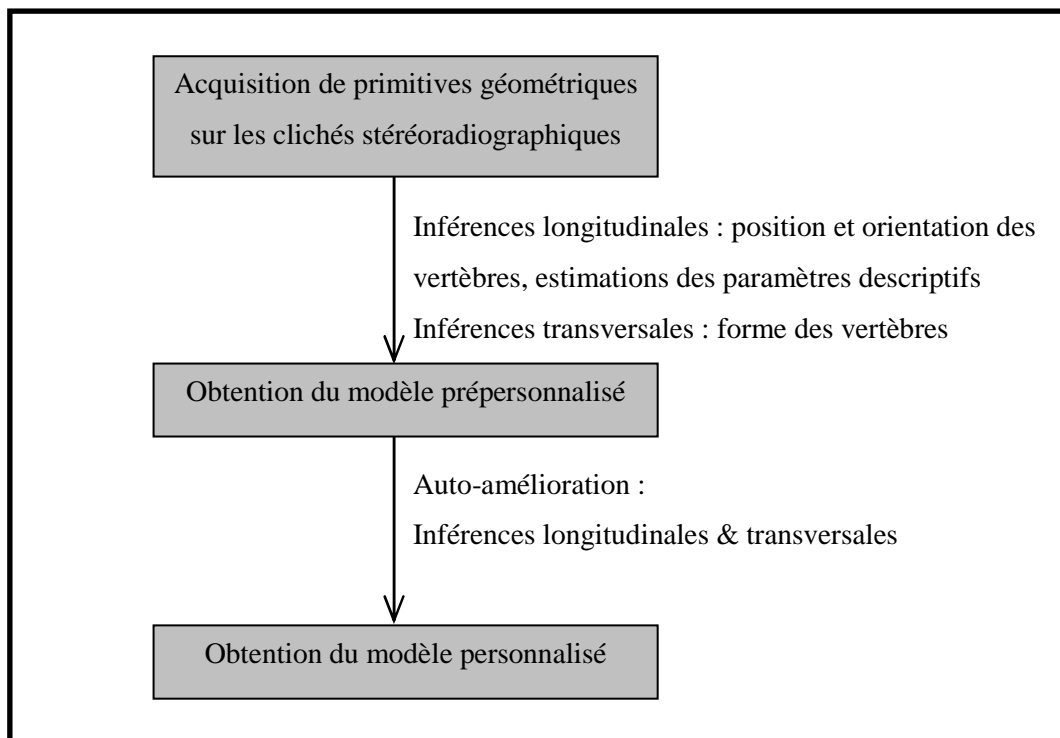 Acquisition de primitives géométriques
sur les clichés stéréoradiographiques
Inférences longitudinales : position et orientation des
vertèbres, estimations des paramètres descriptifs
Inférences transversales : forme des vertèbres
Obtention du modèle prépersonnalisé
Auto-amélioration :
Inférences longitudinales & transversales
Obtention du modèle personnalisé